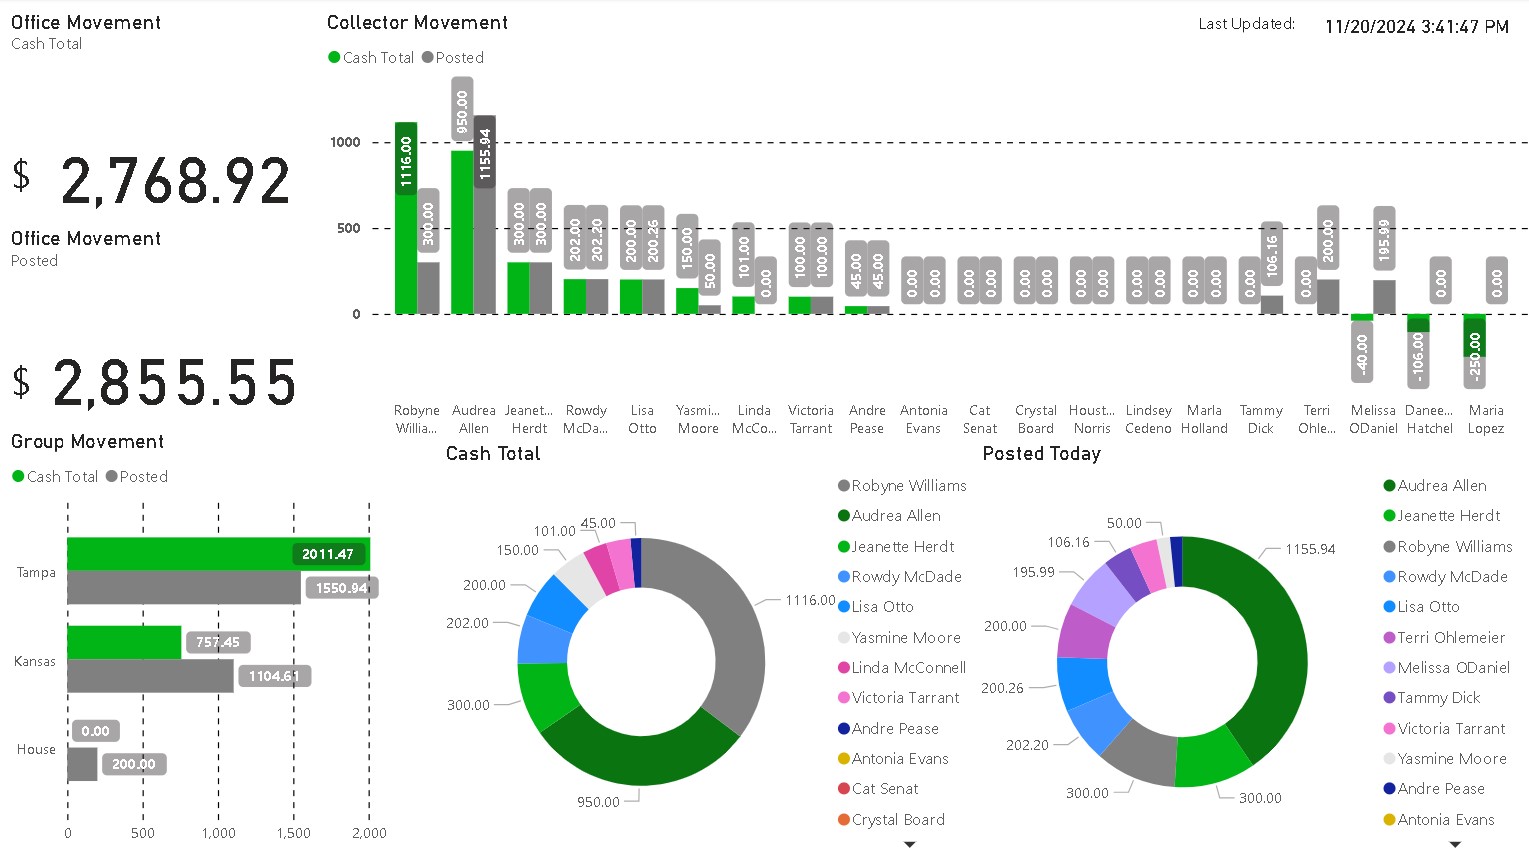 Office Movement
Cash Total
$ 2,768.92
Office Movement
Posted
$ 2,855.55
Collector Movement
Cash Total Posted
Last Updated: 11/20/2024 3:41:47 PM
1000
500
0
1116.00 300.00 950.00 1155.94 300.00 300.00 202.00 202.20 200.00 200.26 150.00 50.00 101.00 0.00 100.00 100.00 45.00 45.00 0.00 0.00 0.00 0.00 0.00 0.00 0.00 0.00 0.00 0.00 0.00 0.00 0.00 106.16 0.00 200.00 -40.00 195.99 -106.00 0.00 -250.00 0.00
Robyne Willia...
Audrea Allen
Jeanet... Herdt
Rowdy McDa...
Lisa Otto
Yasmi... Moore
Linda McCo...
Victoria Tarrant
Andre Pease
Antonia Evans
Cat Senat
Crystal Board
Houst... Norris
Lindsey Cedeno
Marla Holland
Tammy Dick
Terri Ohle...
Melissa ODaniel
Danee... Hatchel
Maria Lopez
Group Movement
Cash Total Posted
Tampa
2011.47
1550.94
Kansas
757.45
1104.61
House
0.00
200.00
0 500 1,000 1,500 2,000
Cash Total
45.00
101.00
150.00
200.00
202.00
300.00
950.00
1116.00
Robyne Williams
Audrea Allen
Jeanette Herdt
Rowdy McDade
Lisa Otto
Yasmine Moore
Linda McConnell
Victoria Tarrant
Andre Pease
Antonia Evans
Cat Senat
Crystal Board
Posted Today
50.00
106.16
195.99
200.00
200.26
202.20
300.00
300.00
1155.94
Audrea Allen
Jeanette Herdt
Robyne Williams
Rowdy McDade
Lisa Otto
Terri Ohlemeier
Melissa ODaniel
Tammy Dick
Victoria Tarrant
Yasmine Moore
Andre Pease
Antonia Evans